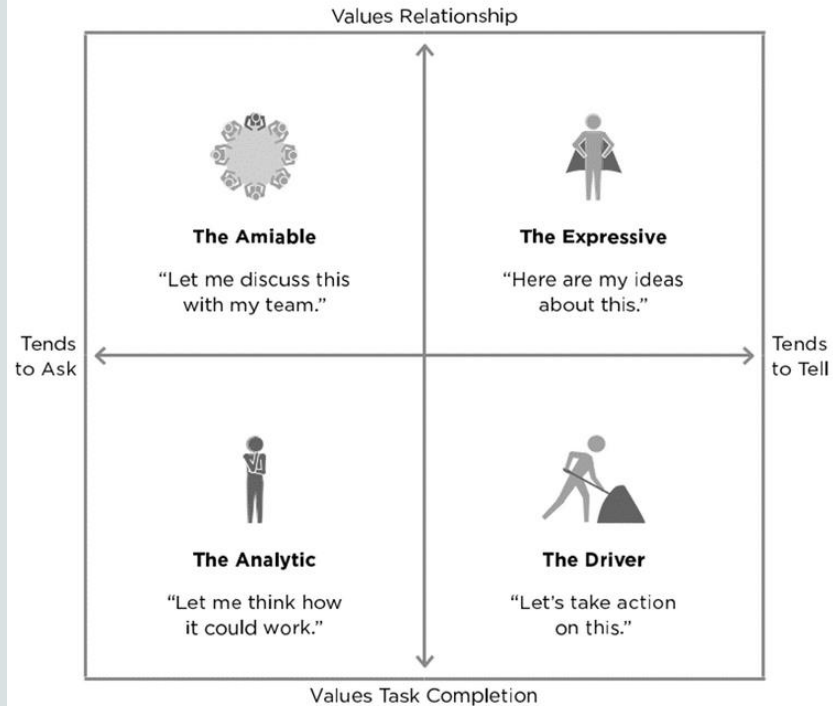 Values Relationship
The Amiable
“Let me discuss this
with my team.”
The Expressive
“Here are my ideas
about this.”
Tends
to Ask
Tends
to Tell
The Analytic
“Let me think how
it could work.”
The Driver
“Let’s take action
on this.”
Values Task Completion